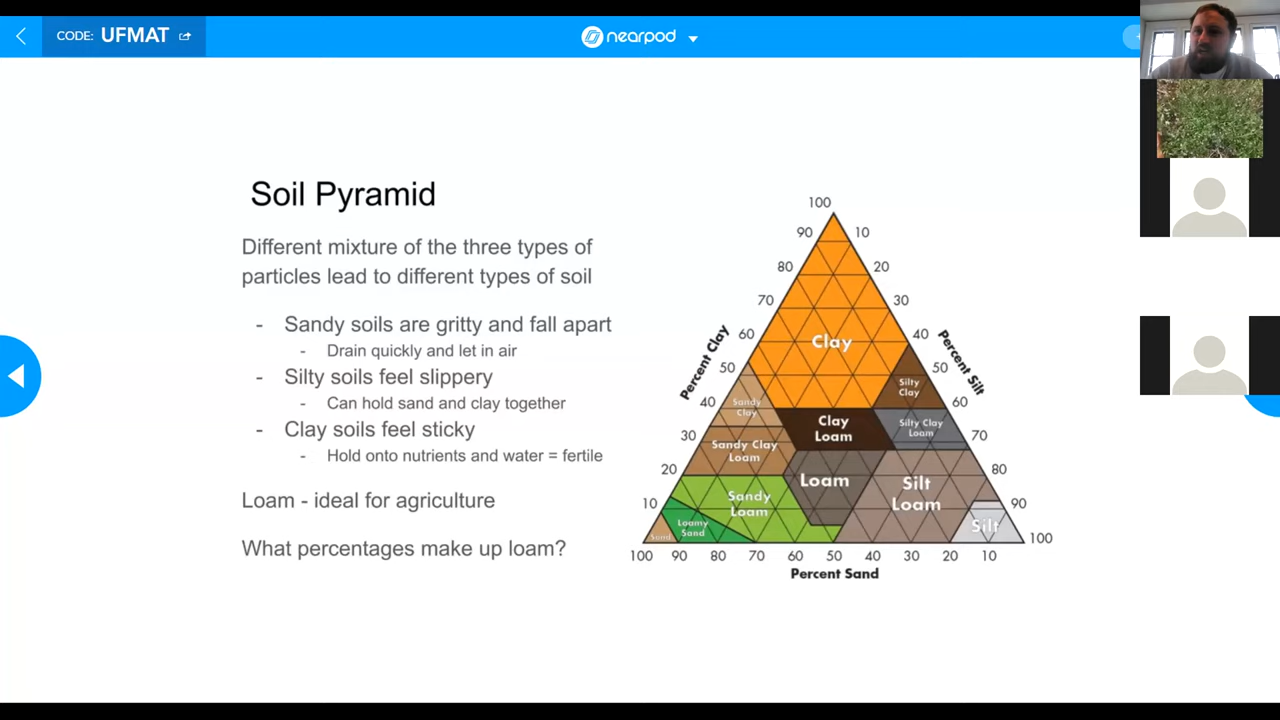 CODE: UFMAT
nearpod
Soil Pyramid
Different mixture of the three types of
particles lead to different types of soil
- Sandy soils are gritty and fall apart
- Drain quickly and let in air
- Silty soils feel slippery
- Can hold sand and clay together
- Clay soils feel sticky
- Hold onto nutrients and water = fertile
Loam - ideal for agriculture
What percentages make up loam?
100
90 10
80 20
70 30
60 40
50 50
40 60
30 70
20 80
10 90
100
Percent Clay
Percent Silt
Clay
Silty
Clay
Sandy
Clay
Clay
Loam
Silty Clay
Loam
Sandy Clay
Loam
Loam
Silt
Loam
Sandy
Loam
Loamy
Sand
Sand
Silt
100 90 80 70 60 50 40 30 20 10
Percent Sand